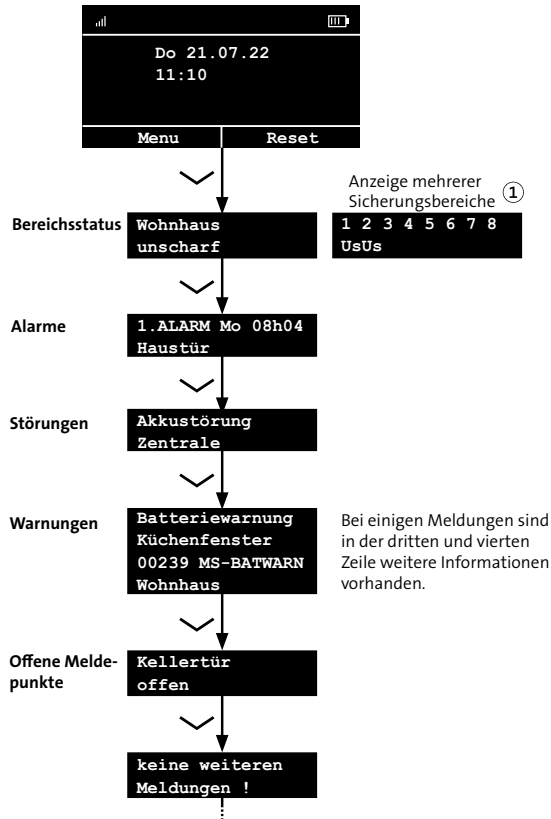 Do 21.07.22
11:10
Menu Reset
Anzeige mehrerer
Sicherungsbereiche 1
Bereichsstatus
Wohnhaus
unscharf
1 2 3 4 5 6 7 8
UsUs
Alarme
1.ALARM Mo 08h04
Haustür
Störungen
Akkustörung
Zentrale
Warnungen
Batteriewarnung
Küchenfenster
00239 MS-BATWARN
Wohnhaus
Bei einigen Meldungen sind
in der dritten und vierten
Zeile weitere Informationen
vorhanden.
Offene Melde-
punkte
Kellertür
offen
keine weiteren
Meldungen !